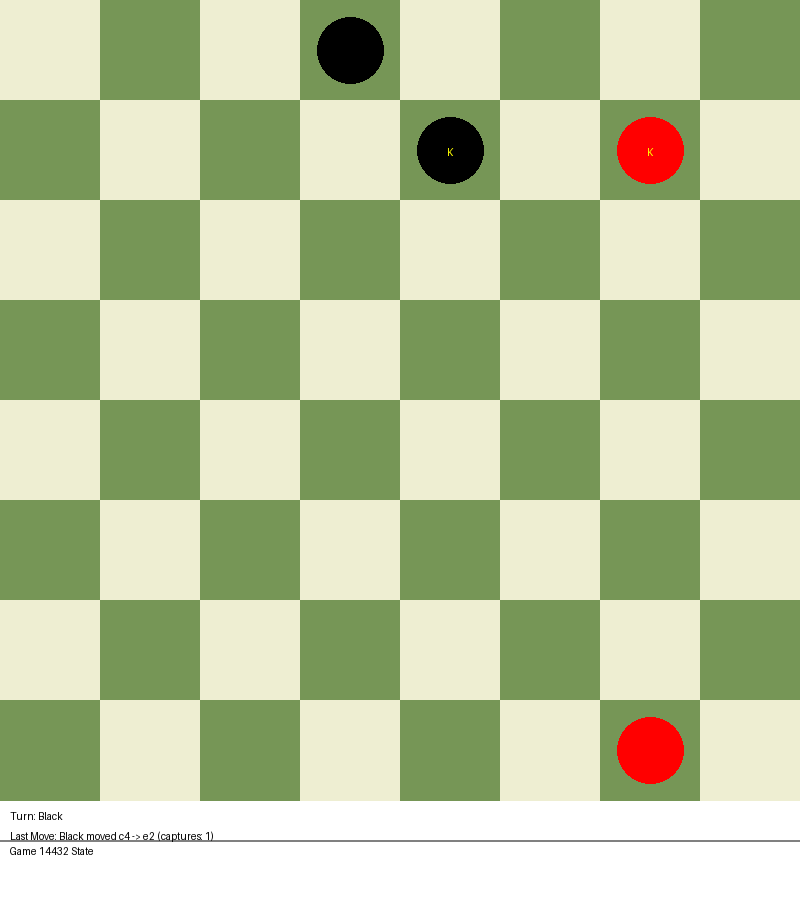 K K
Turn: Black
Last Move: Black moved c4 -> e2 (captures: 1)
Game 14432 State